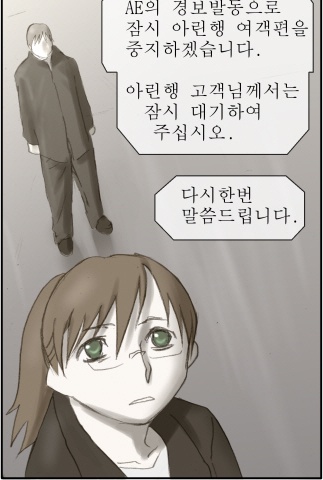 AE의 경보발동으로
잠시 아린행 여객편을
중지하겠습니다.
아린행 고객님께서는
잠시 대기하여
주십시오.
다시한번
말씀드립니다.